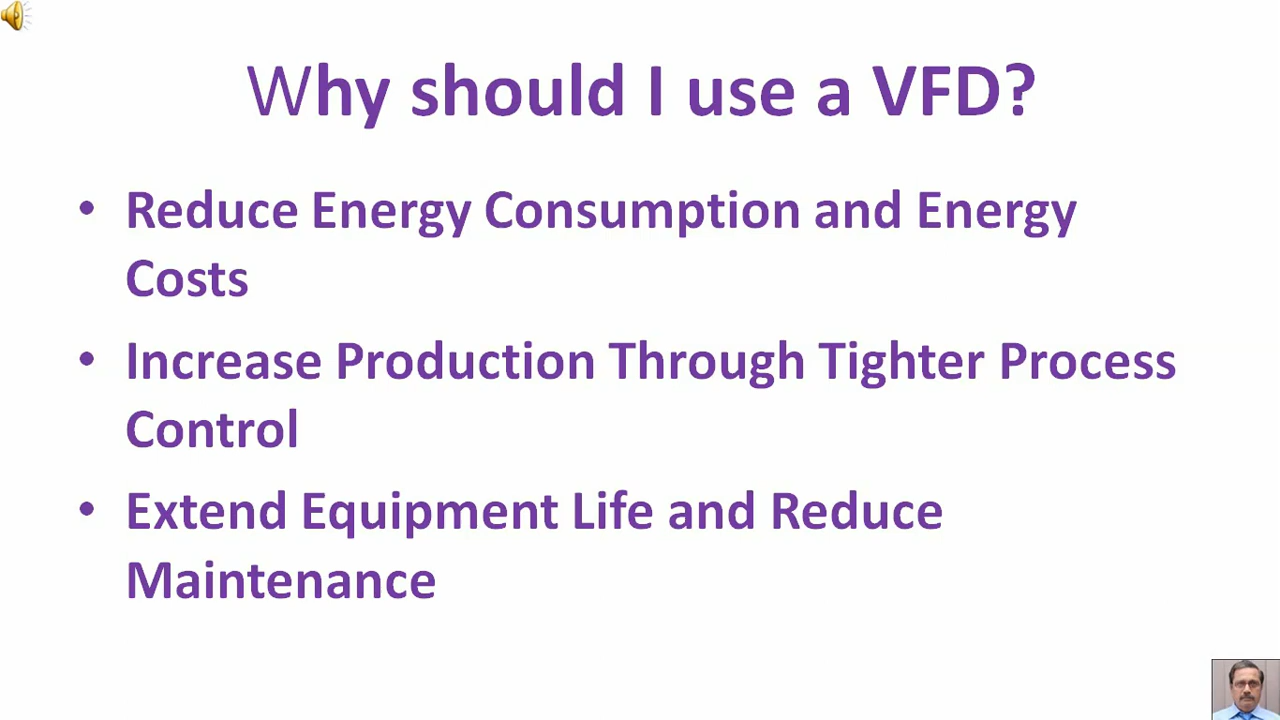 Why should I use a VFD?
• Reduce Energy Consumption and Energy
Costs
• Increase Production Through Tighter Process
Control
• Extend Equipment Life and Reduce
Maintenance